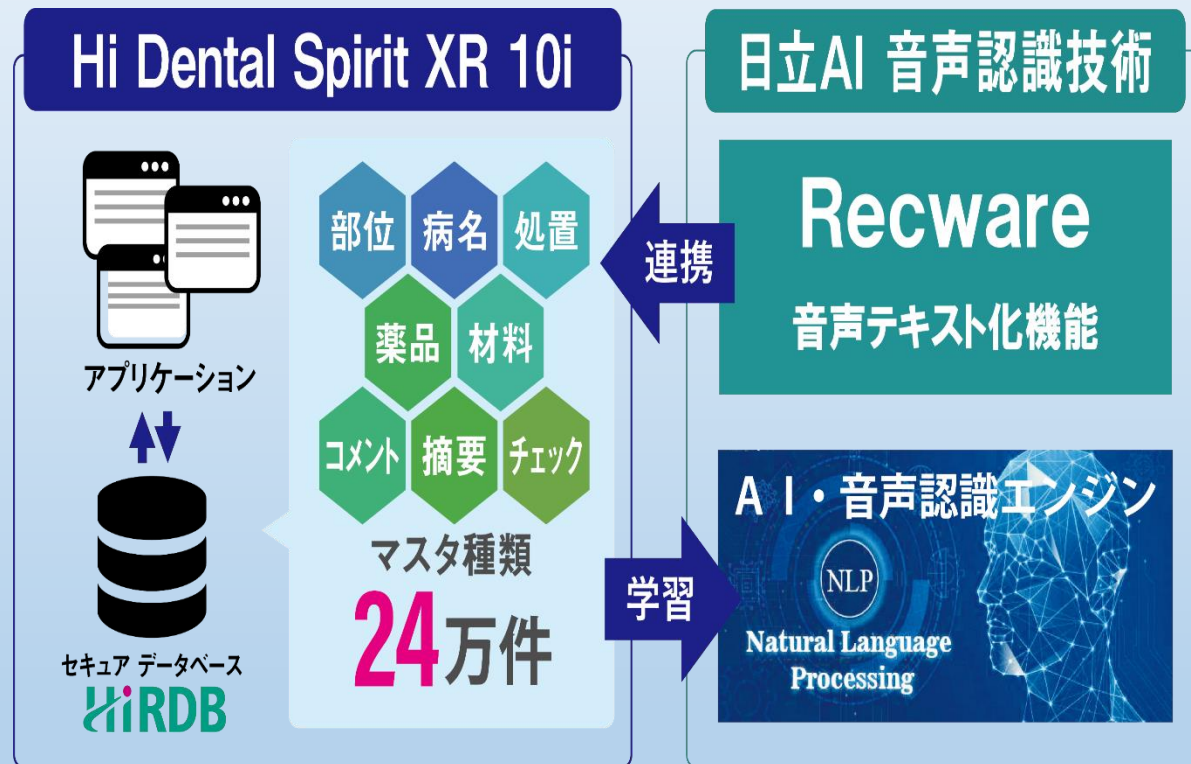 Hi Dental Spirit XR 10i
アプリケーション
セキュア データベース
HiRDB
部位 病名 処置
薬品 材料
コメント 摘要 チェック
マスタ種類
24万件
連携
学習
日立AI 音声認識技術
Recware
音声テキスト化機能
AI・音声認識エンジン
NLP
Natural Language
Processing